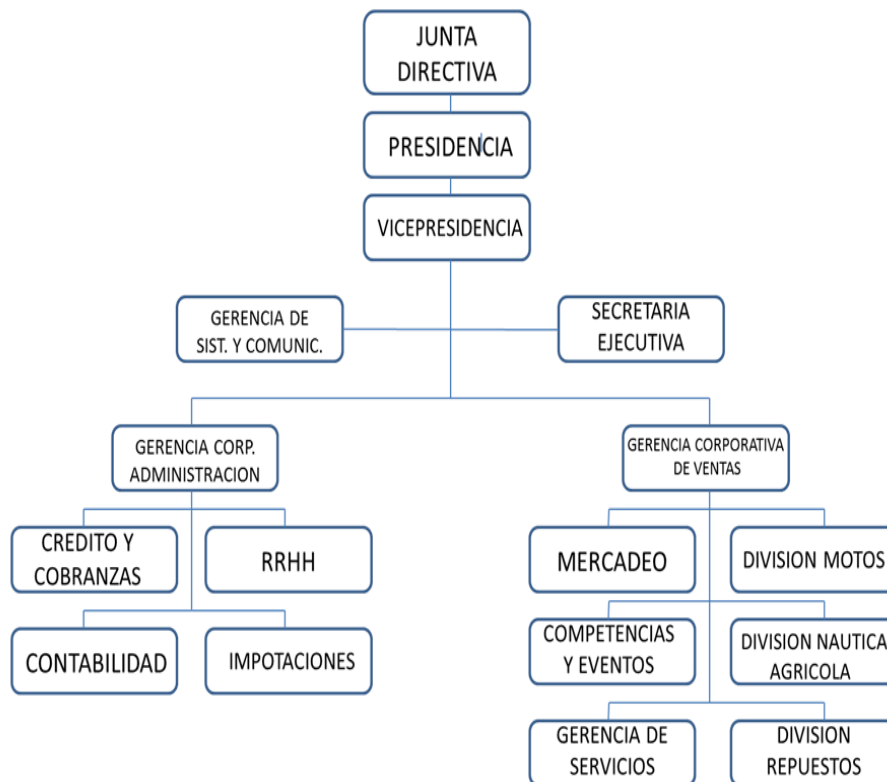 JUNTA
DIRECTIVA
PRESIDENCIA
VICEPRESIDENCIA
GERENCIA DE
SIST. Y COMUNIC.
SECRETARIA
EJECUTIVA
GERENCIA CORP.
ADMINISTRACION
GERENCIA CORPORATIVA
DE VENTAS
CREDITO Y
COBRANZAS
RRHH
MERCADEO
DIVISION MOTOS
CONTABILIDAD
IMPOTACIONES
COMPETENCIAS
Y EVENTOS
DIVISION NAUTICA
AGRICOLA
GERENCIA DE
SERVICIOS
DIVISION
REPUESTOS